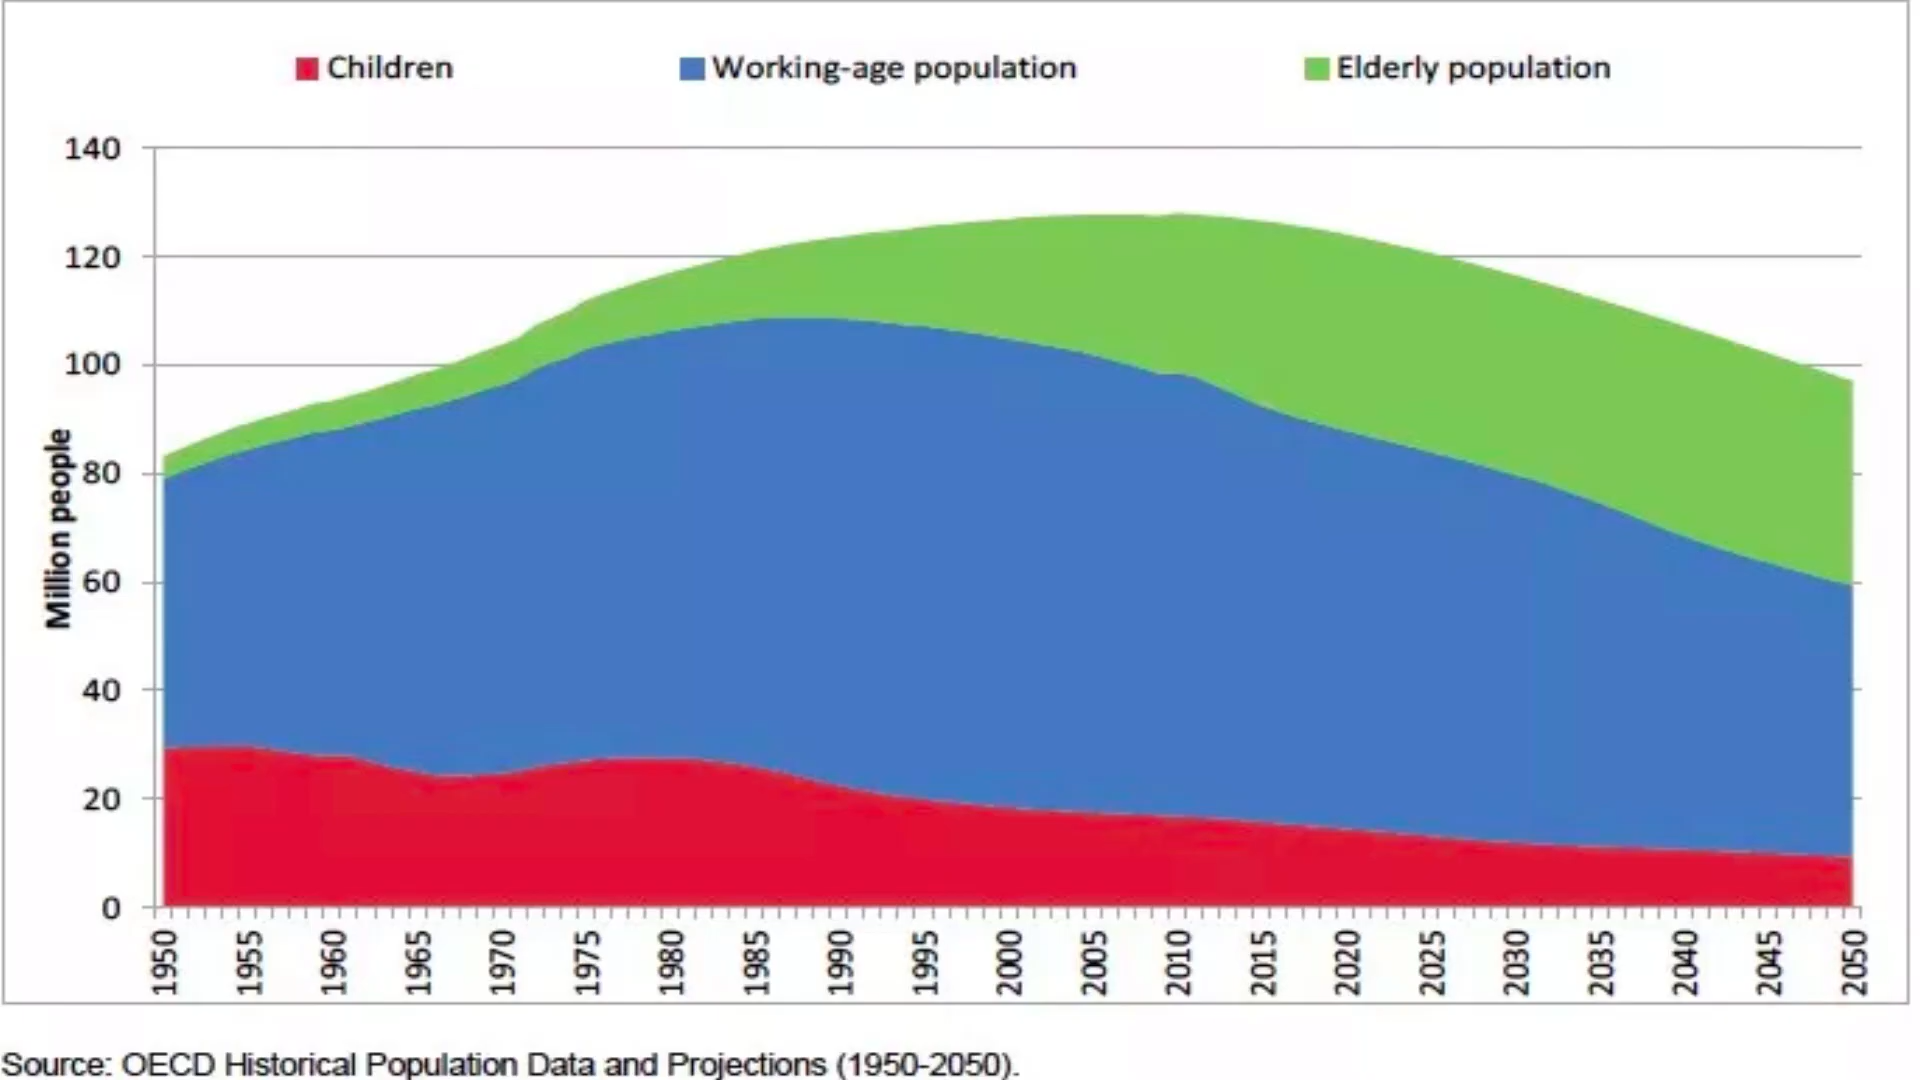 Children Working-age population Elderly population
140
120
100
80
60
40
20
0
Million people
1950 1955 1960 1965 1970 1975 1980 1985 1990 1995 2000 2005 2010 2015 2020 2025 2030 2035 2040 2045 2050
Source: OECD Historical Population Data and Projections (1950-2050).